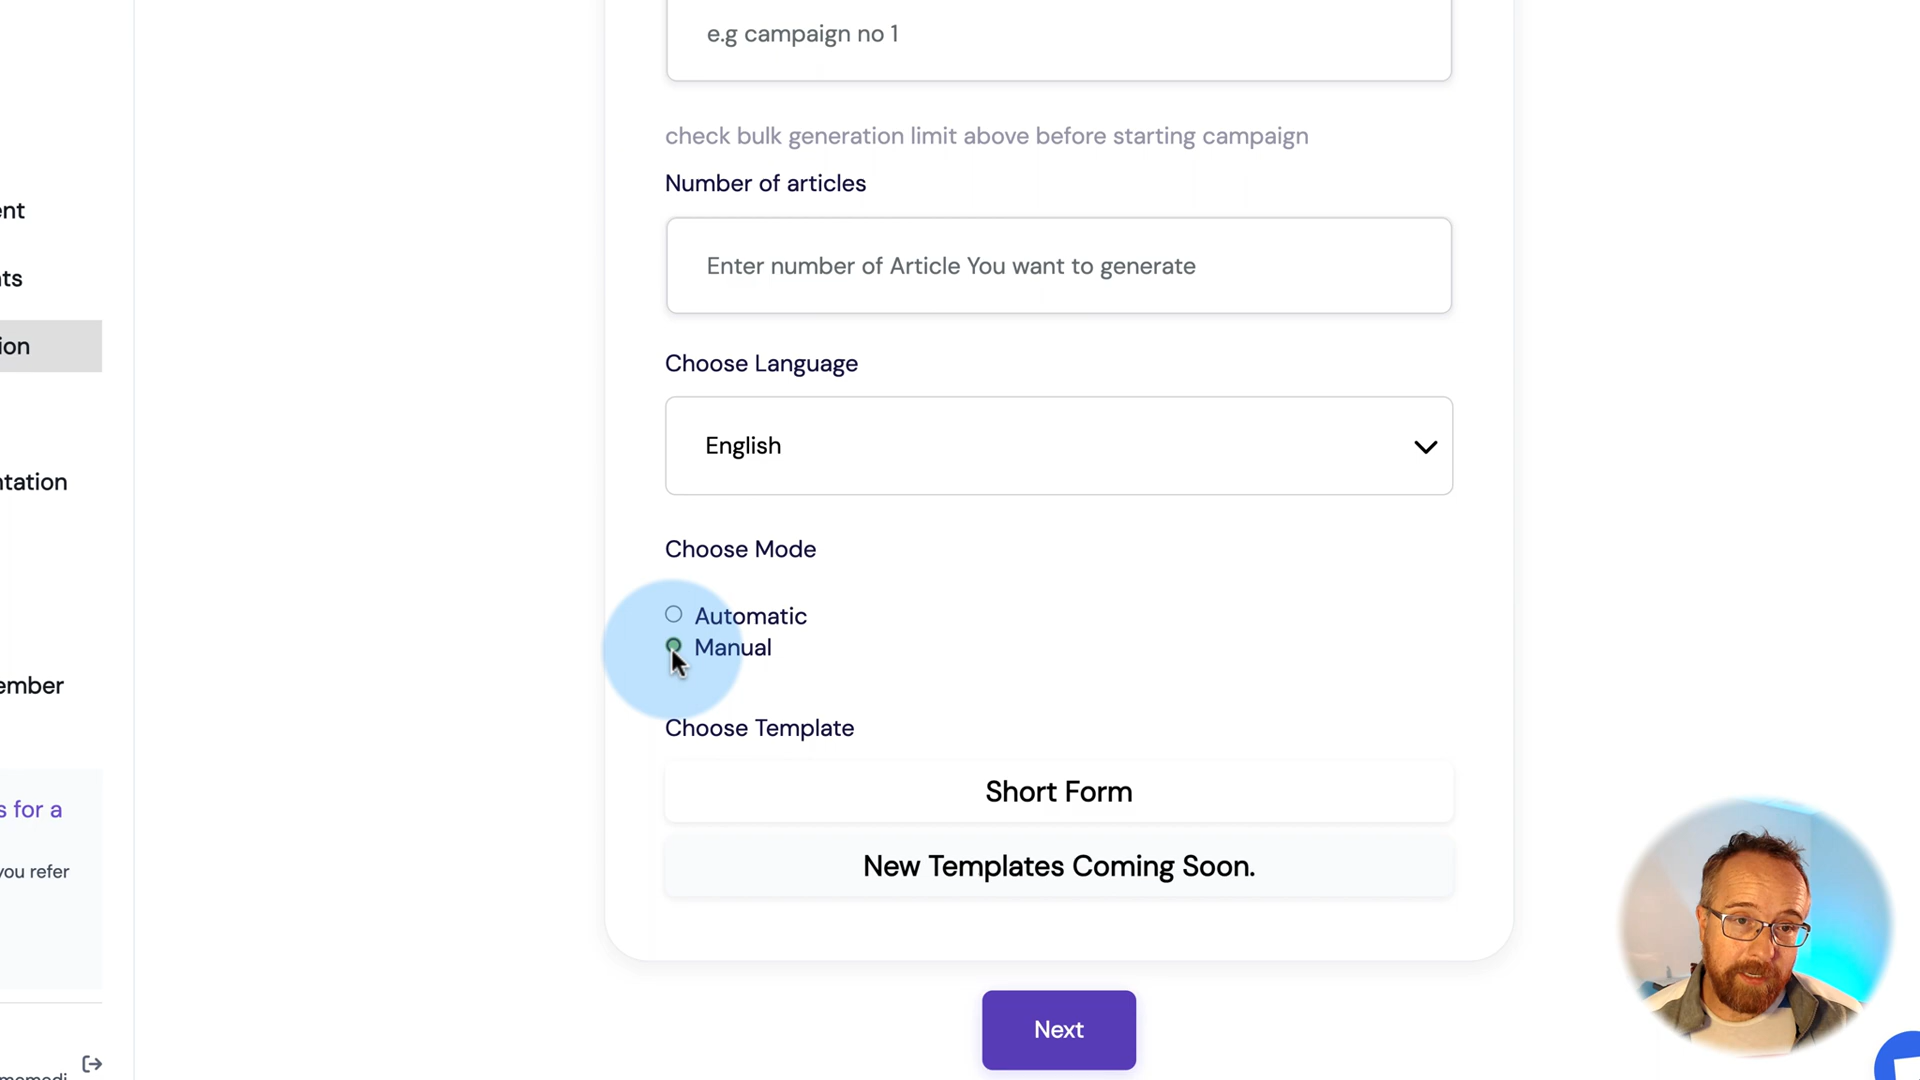 e.g campaign no 1
check bulk generation limit above before starting campaign
Number of articles
ent
Enter number of Article You want to generate
nts
ion
Choose Language
English
ntation
Choose Mode
Automatic
Manual
ember
Choose Template
Short Form
s for a
New Templates Coming Soon.
you refer
Next